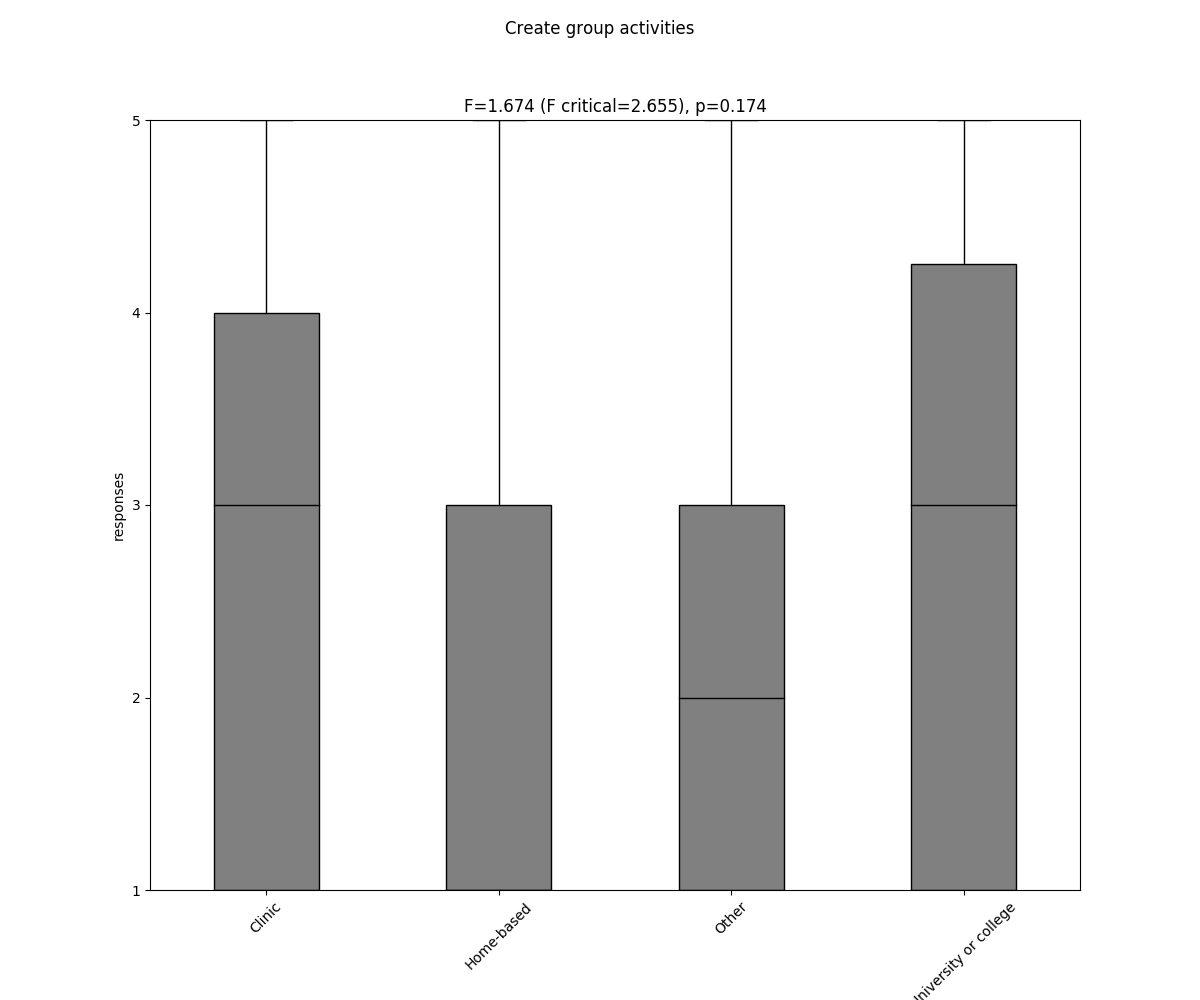 Create group activities
F=1.674 (F critical=2.655), p=0.174
5
4
3
2
1
responses
Clinic
Home-based
Other
or college